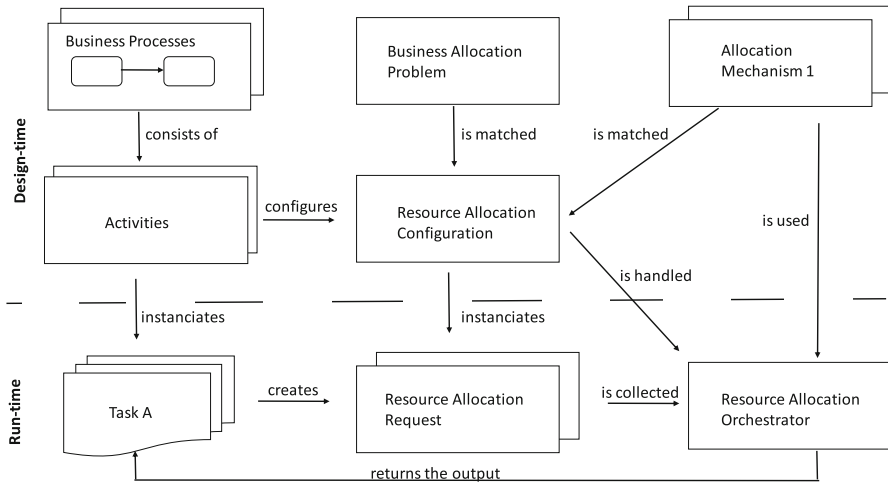 Business Processes
Business Allocation
Problem
Allocation
Mechanism 1
Design-time
consists of
is matched
is matched
Activities
configures
Resource Allocation
Configuration
is used
is handled
instanciates
instanciates
Run-time
Task A
creates
Resource Allocation
Request
is collected
Resource Allocation
Orchestrator
returns the output